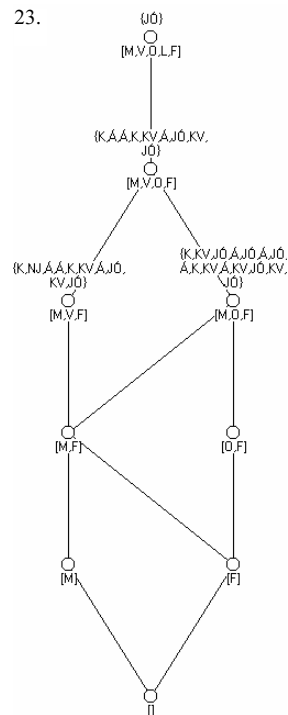 23.
{JÓ}
[M,V,O,L,F]
{K,Á,Á,K,KV,Á,JÓ,KV,
JÓ}
[M,V,O,F]
{K,NJ,Á,Á,K,KV,Á,JÓ,
KV,JÓ}
[M,V,F]
{K,KV,JÓ,Á,JÓ,Á,JÓ,
Á,K,KV,Á,KV,JÓ,KV,
JÓ}
[M,O,F]
[M,F]
[O,F]
[M]
[F]
[]